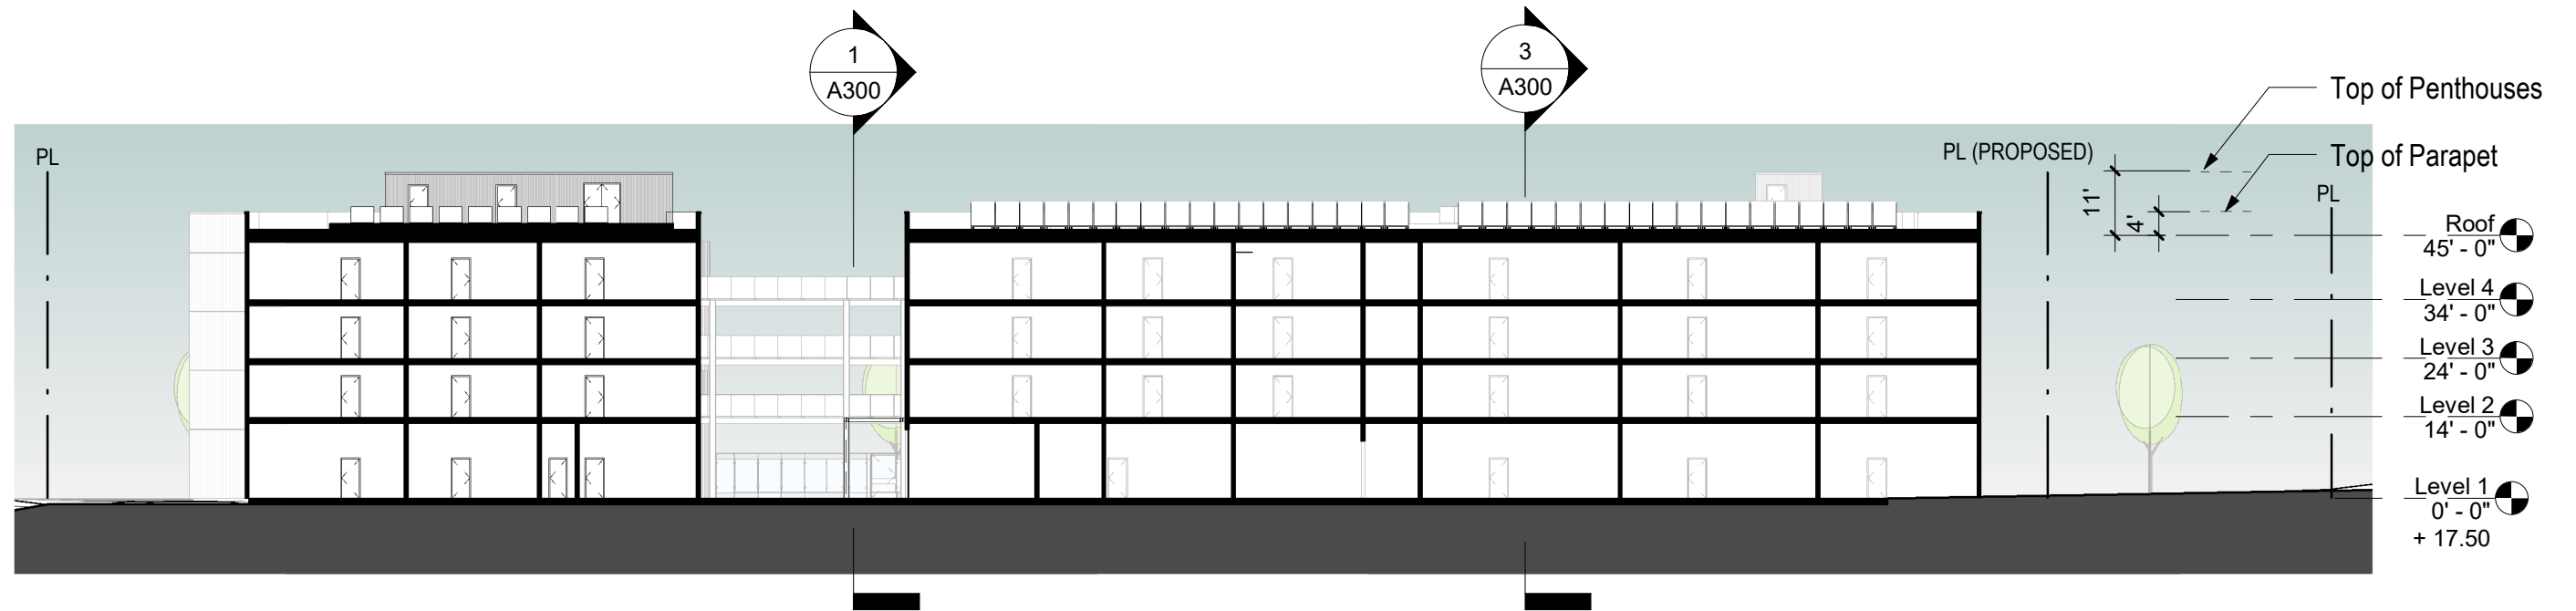 1
A300
3
A300
Top of Penthouses
PL
PL (PROPOSED)
Top of Parapet
PL
11'
4'
Roof
45' - 0"
Level 4
34' - 0"
Level 3
24' - 0"
Level 2
14' - 0"
Level 1
0' - 0"
+ 17.50